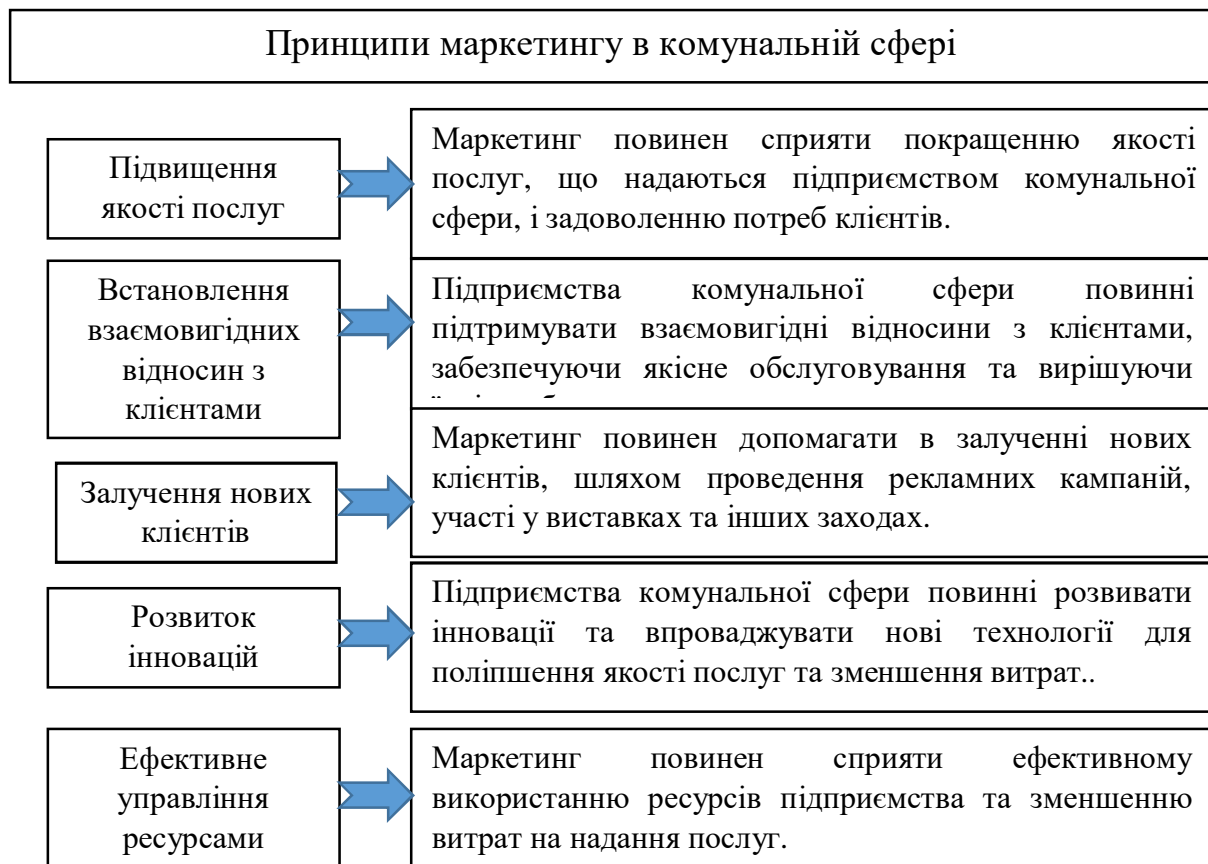 Принципи маркетингу в комунальній сфері
Підвищення
якості послуг
Маркетинг повинен сприяти покращенню якості
послуг, що надаються підприємством комунальної
сфери, і задоволенню потреб клієнтів.
Встановлення
взаємовигідних
відносин з
клієнтами
Підприємства комунальної сфери повинні
підтримувати взаємовигідні відносини з клієнтами,
забезпечуючи якісне обслуговування та вирішуючи
Залучення нових
клієнтів
Маркетинг повинен допомагати в залученні нових
клієнтів, шляхом проведення рекламних кампаній,
участі у виставках та інших заходах.
Розвиток
інновацій
Підприємства комунальної сфери повинні розвивати
інновації та впроваджувати нові технології для
поліпшення якості послуг та зменшення витрат..
Ефективне
управління
ресурсами
Маркетинг повинен сприяти ефективному
використанню ресурсів підприємства та зменшенню
витрат на надання послуг.